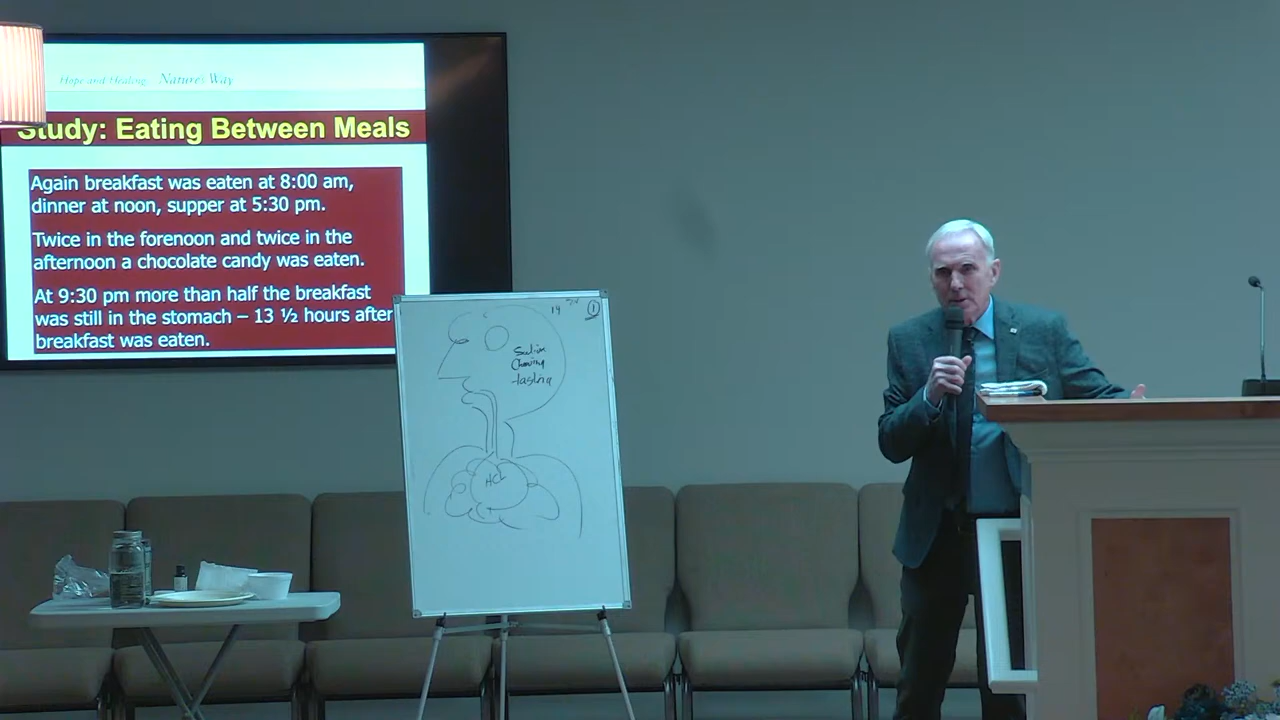 Hope and Healing Nature's Way
Study: Eating Between Meals
Again breakfast was eaten at 8:00 am,
dinner at noon, supper at 5:30 pm.
Twice in the forenoon and twice in the
afternoon a chocolate candy was eaten.
At 9:30 pm more than half the breakfast
was still in the stomach – 13 ½ hours after
breakfast was eaten.
19
1
Chewing
tasting
HCl